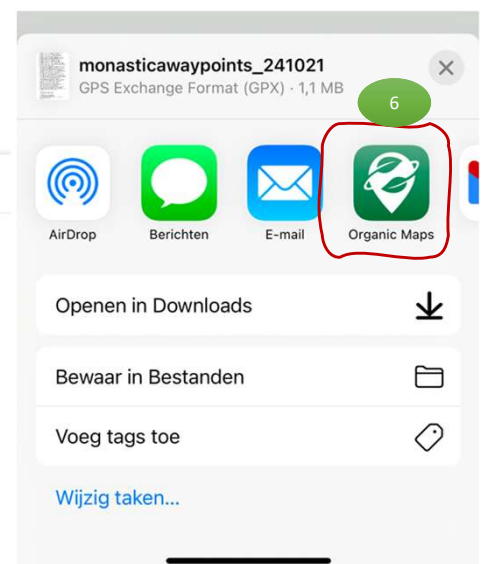 monasticawaypoints_241021
GPS Exchange Format (GPX) · 1,1 MB
6
AirDrop
Berichten
E-mail
Organic Maps
Openen in Downloads
Bewaar in Bestanden
Voeg tags toe
Wijzig taken...